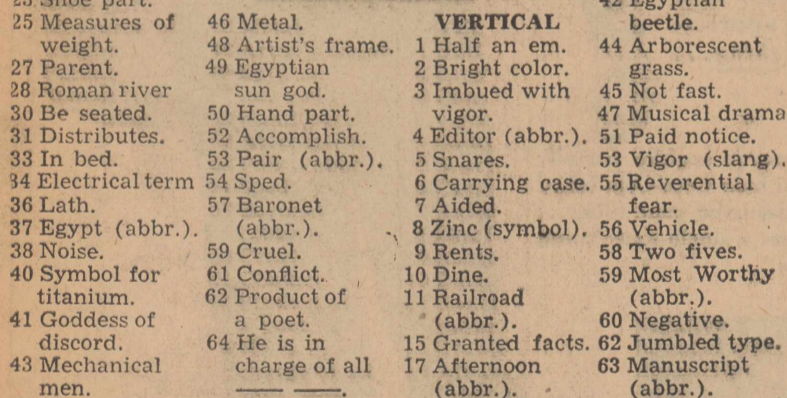 25 Measures of
weight.
27 Parent.
28 Roman river
30 Be seated.
31 Distributes.
33 In bed.
34 Electrical term
36 Lath.
37 Egypt (abbr.).
38 Noise.
40 Symbol for
titanium.
41 Goddess of
discord.
43 Mechanical
men.
46 Metal.
48 Artist's frame.
49 Egyptian
sun god.
50 Hand part.
52 Accomplish.
53 Pair (abbr.).
54 Sped.
57 Baronet
(abbr.).
59 Cruel.
61 Conflict.
62 Product of
a poet.
64 He is in
charge of all
—— ——.
VERTICAL
1 Half an em.
2 Bright color.
3 Imbued with
vigor.
4 Editor (abbr.).
5 Snares.
6 Carrying case.
7 Aided.
8 Zinc (symbol).
9 Rents.
10 Dine.
11 Railroad
(abbr.).
15 Granted facts.
17 Afternoon
(abbr.).
42 Egyptian
beetle.
44 Arborescent
grass.
45 Not fast.
47 Musical drama
51 Paid notice.
53 Vigor (slang).
55 Reverential
fear.
56 Vehicle.
58 Two fives.
59 Most Worthy
(abbr.).
60 Negative.
62 Jumbled type.
63 Manuscript
(abbr.).